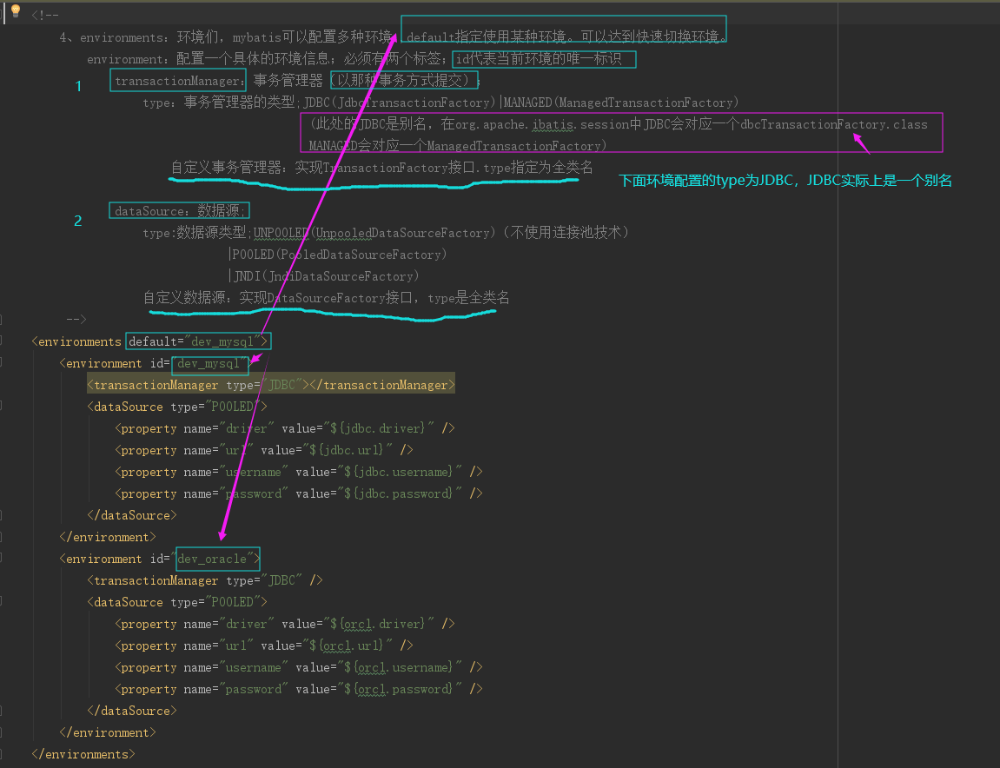 <!--
4、environments：环境们，mybatis可以配置多种环境，default指定使用某种环境。可以达到快速切换环境。
environment：配置一个具体的环境信息；必须有两个标签；id代表当前环境的唯一标识
1
transactionManager：事务管理器（以那种事务方式提交）；
type：事务管理器的类型;JDBC(JdbcTransactionFactory)|MANAGED(ManagedTransactionFactory)
(此处的JDBC是别名，在org.apache.ibatis.session中JDBC会对应一个dbcTransactionFactory.class
MANAGED会对应一个ManagedTransactionFactory)
自定义事务管理器：实现TransactionFactory接口.type指定为全类名
下面环境配置的type为JDBC，JDBC实际上是一个别名
2
dataSource：数据源;
type:数据源类型;UNPOOLED(UnpooledDataSourceFactory)（不使用连接池技术）
|POOLED(PooledDataSourceFactory)
|JNDI(JndiDataSourceFactory)
自定义数据源：实现DataSourceFactory接口，type是全类名
-->
<environments default="dev_mysql">
<environment id="dev_mysql">
<transactionManager type="JDBC"></transactionManager>
<dataSource type="POOLED">
<property name="driver" value="${jdbc.driver}" />
<property name="url" value="${jdbc.url}" />
<property name="username" value="${jdbc.username}" />
<property name="password" value="${jdbc.password}" />
</dataSource>
</environment>
<environment id="dev_oracle">
<transactionManager type="JDBC" />
<dataSource type="POOLED">
<property name="driver" value="${orcl.driver}" />
<property name="url" value="${orcl.url}" />
<property name="username" value="${orcl.username}" />
<property name="password" value="${orcl.password}" />
</dataSource>
</environment>
</environments>